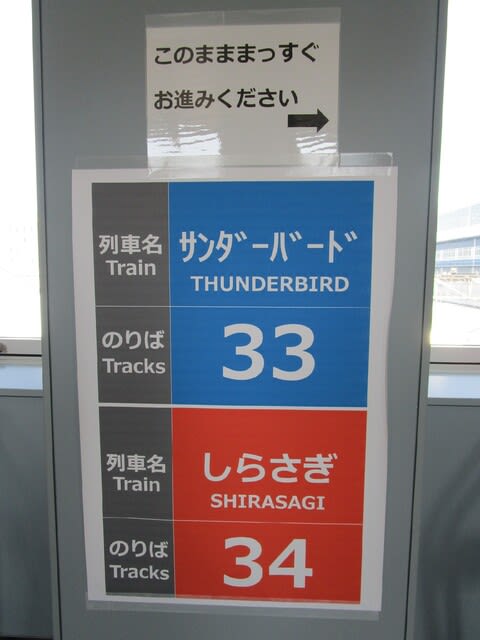 このまままっすぐ
お進みください
列車名
Train
ｻﾝﾀﾞｰﾊﾞｰﾄﾞ
THUNDERBIRD
のりば
Tracks
33
列車名
Train
しらさぎ
SHIRASAGI
のりば
Tracks
34